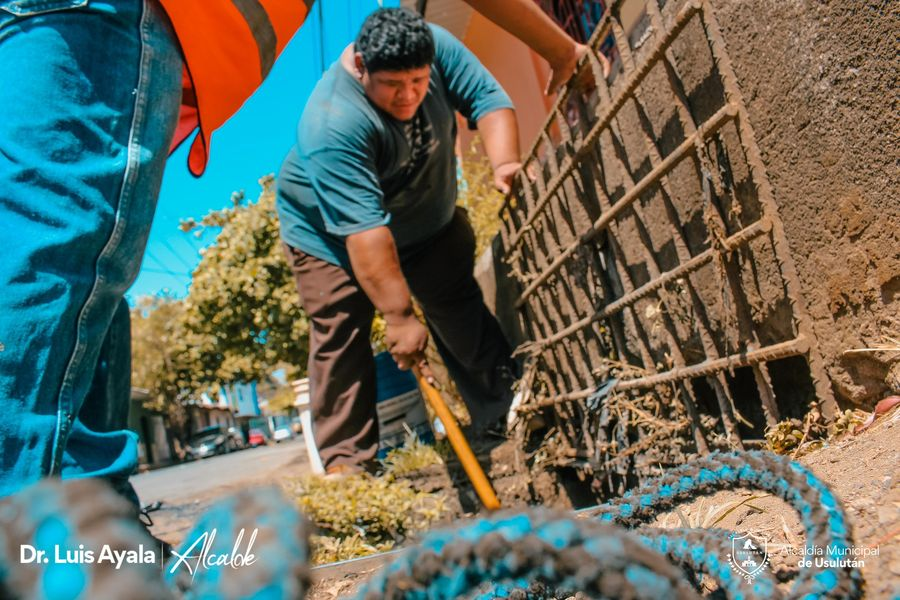 Dr. Luis Ayala Alcalde
Alcaldía Municipal
de Usulután